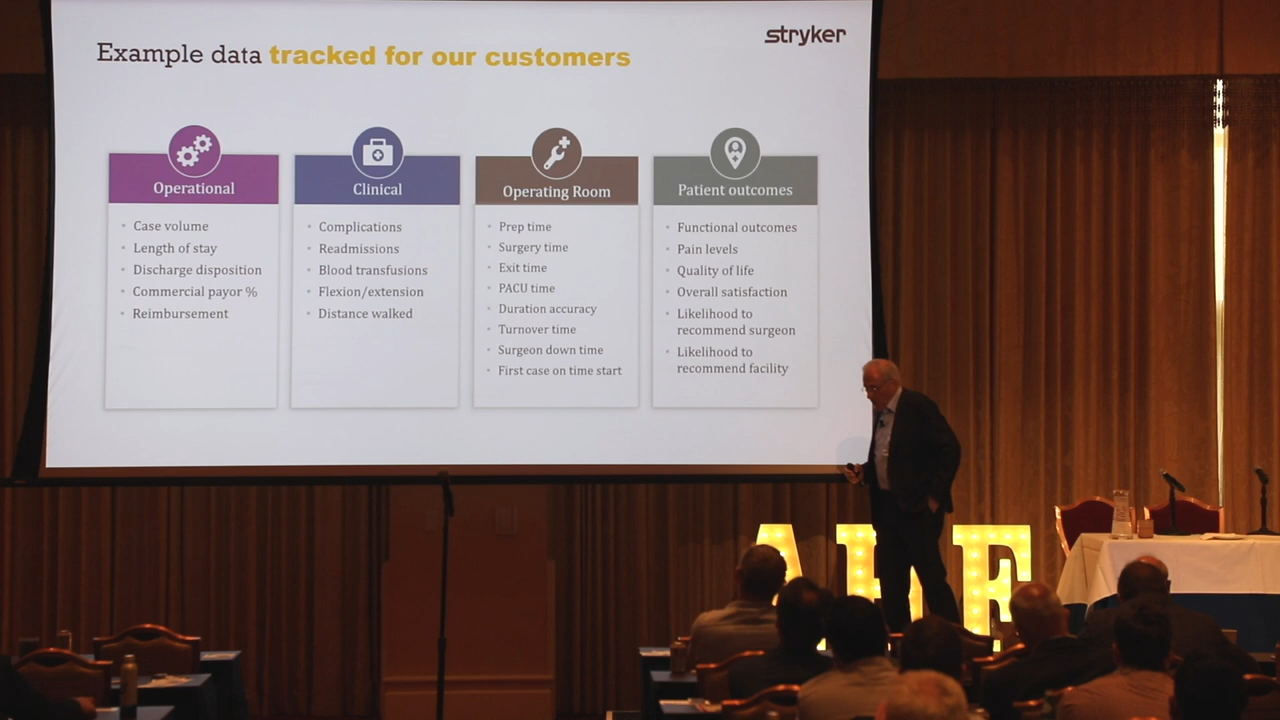 stryker
Example data tracked for our customers
Operational
Case volume
Length of stay
Discharge disposition
Commercial payor %
Reimbursement
Clinical
Complications
Readmissions
Blood transfusions
Flexion/extension
Distance walked
Operating Room
Prep time
Surgery time
Exit time
PACU time
Duration accuracy
Turnover time
Surgeon down time
First case on time start
Patient outcomes
Functional outcomes
Pain levels
Quality of life
Overall satisfaction
Likelihood to
recommend surgeon
Likelihood to
recommend facility